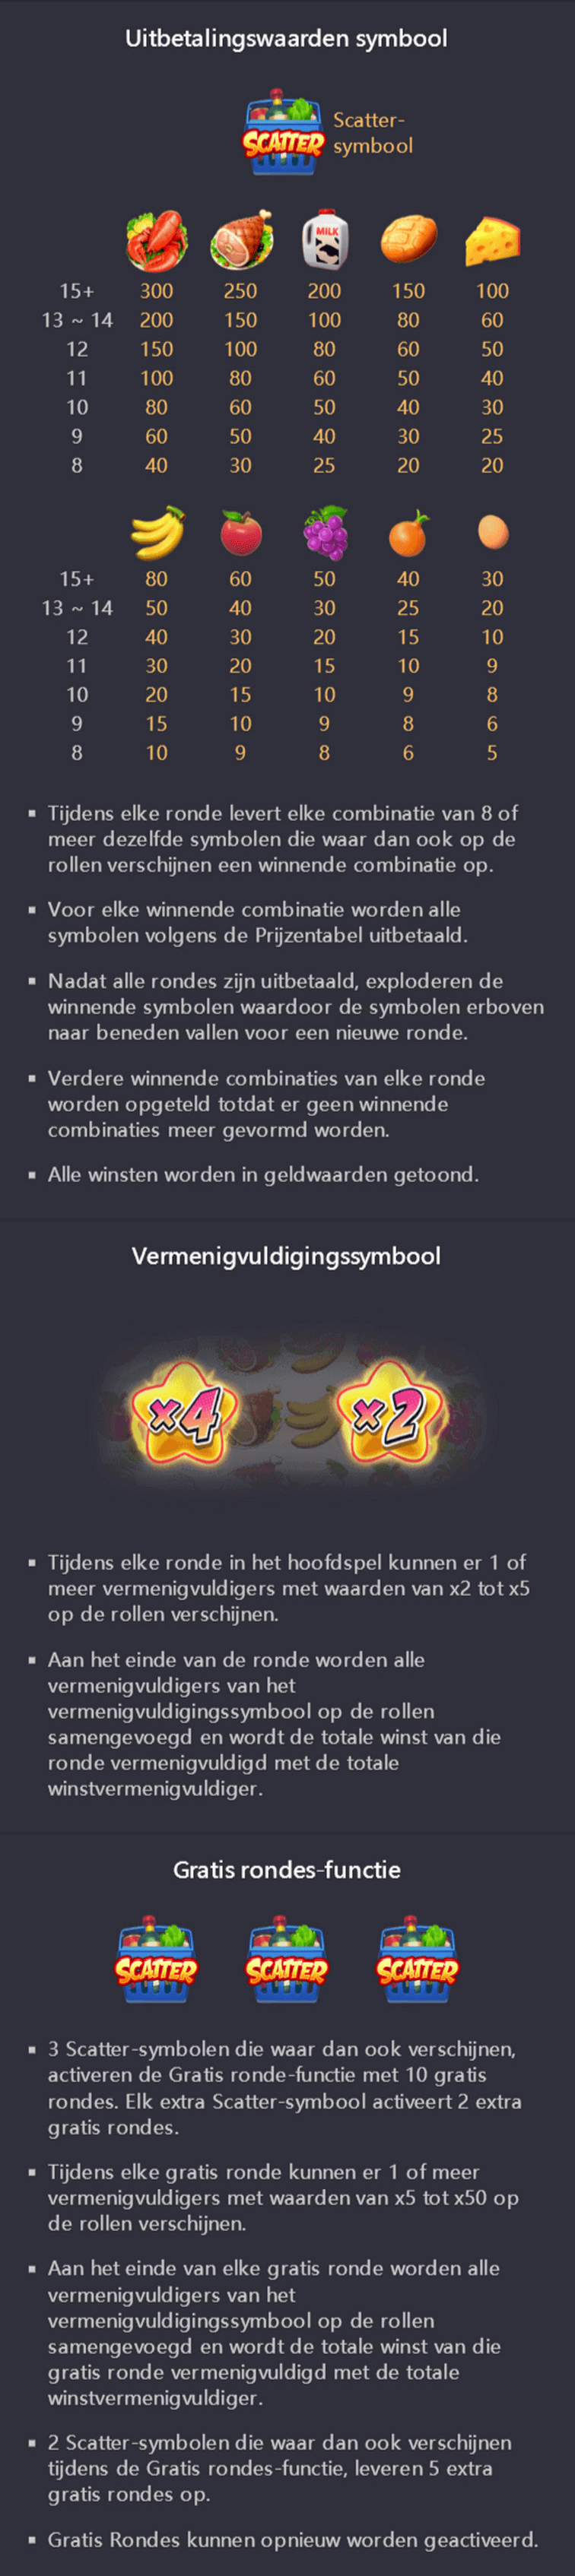 Uitbetalingswaarden symbool
SCATTER
Scatter-
symbool
MILK
15+ 300 250 200 150 100
13 ~ 14 200 150 100 80 60
12 150 100 80 60 50
11 100 80 60 50 40
10 80 60 50 40 30
9 60 50 40 30 25
8 40 30 25 20 20
15+ 80 60 50 40 30
13 ~ 14 50 40 30 25 20
12 40 30 20 15 10
11 30 20 15 10 9
10 20 15 10 9 8
9 15 10 9 8 6
8 10 9 8 6 5
▪ Tijdens elke ronde levert elke combinatie van 8 of
meer dezelfde symbolen die waar dan ook op de
rollen verschijnen een winnende combinatie op.
▪ Voor elke winnende combinatie worden alle
symbolen volgens de Prijzentabel uitbetaald.
▪ Nadat alle rondes zijn uitbetaald, exploderen de
winnende symbolen waardoor de symbolen erboven
naar beneden vallen voor een nieuwe ronde.
▪ Verdere winnende combinaties van elke ronde
worden opgeteld totdat er geen winnende
combinaties meer gevormd worden.
▪ Alle winsten worden in geldwaarden getoond.
Vermenigvuldigingssymbool
x4 x2
▪ Tijdens elke ronde in het hoofdspel kunnen er 1 of
meer vermenigvuldigers met waarden van x2 tot x5
op de rollen verschijnen.
▪ Aan het einde van de ronde worden alle
vermenigvuldigers van het
vermenigvuldigingssymbool op de rollen
samengevoegd en wordt de totale winst van die
ronde vermenigvuldigd met de totale
winstvermenigvuldiger.
Gratis rondes-functie
SCATTER SCATTER SCATTER
▪ 3 Scatter-symbolen die waar dan ook verschijnen,
activeren de Gratis ronde-functie met 10 gratis
rondes. Elk extra Scatter-symbool activeert 2 extra
gratis rondes.
▪ Tijdens elke gratis ronde kunnen er 1 of meer
vermenigvuldigers met waarden van x5 tot x50 op
de rollen verschijnen.
▪ Aan het einde van elke gratis ronde worden alle
vermenigvuldigers van het
vermenigvuldigingssymbool op de rollen
samengevoegd en wordt de totale winst van die
gratis ronde vermenigvuldigd met de totale
winstvermenigvuldiger.
▪ 2 Scatter-symbolen die waar dan ook verschijnen
tijdens de Gratis rondes-functie, leveren 5 extra
gratis rondes op.
▪ Gratis Rondes kunnen opnieuw worden geactiveerd.